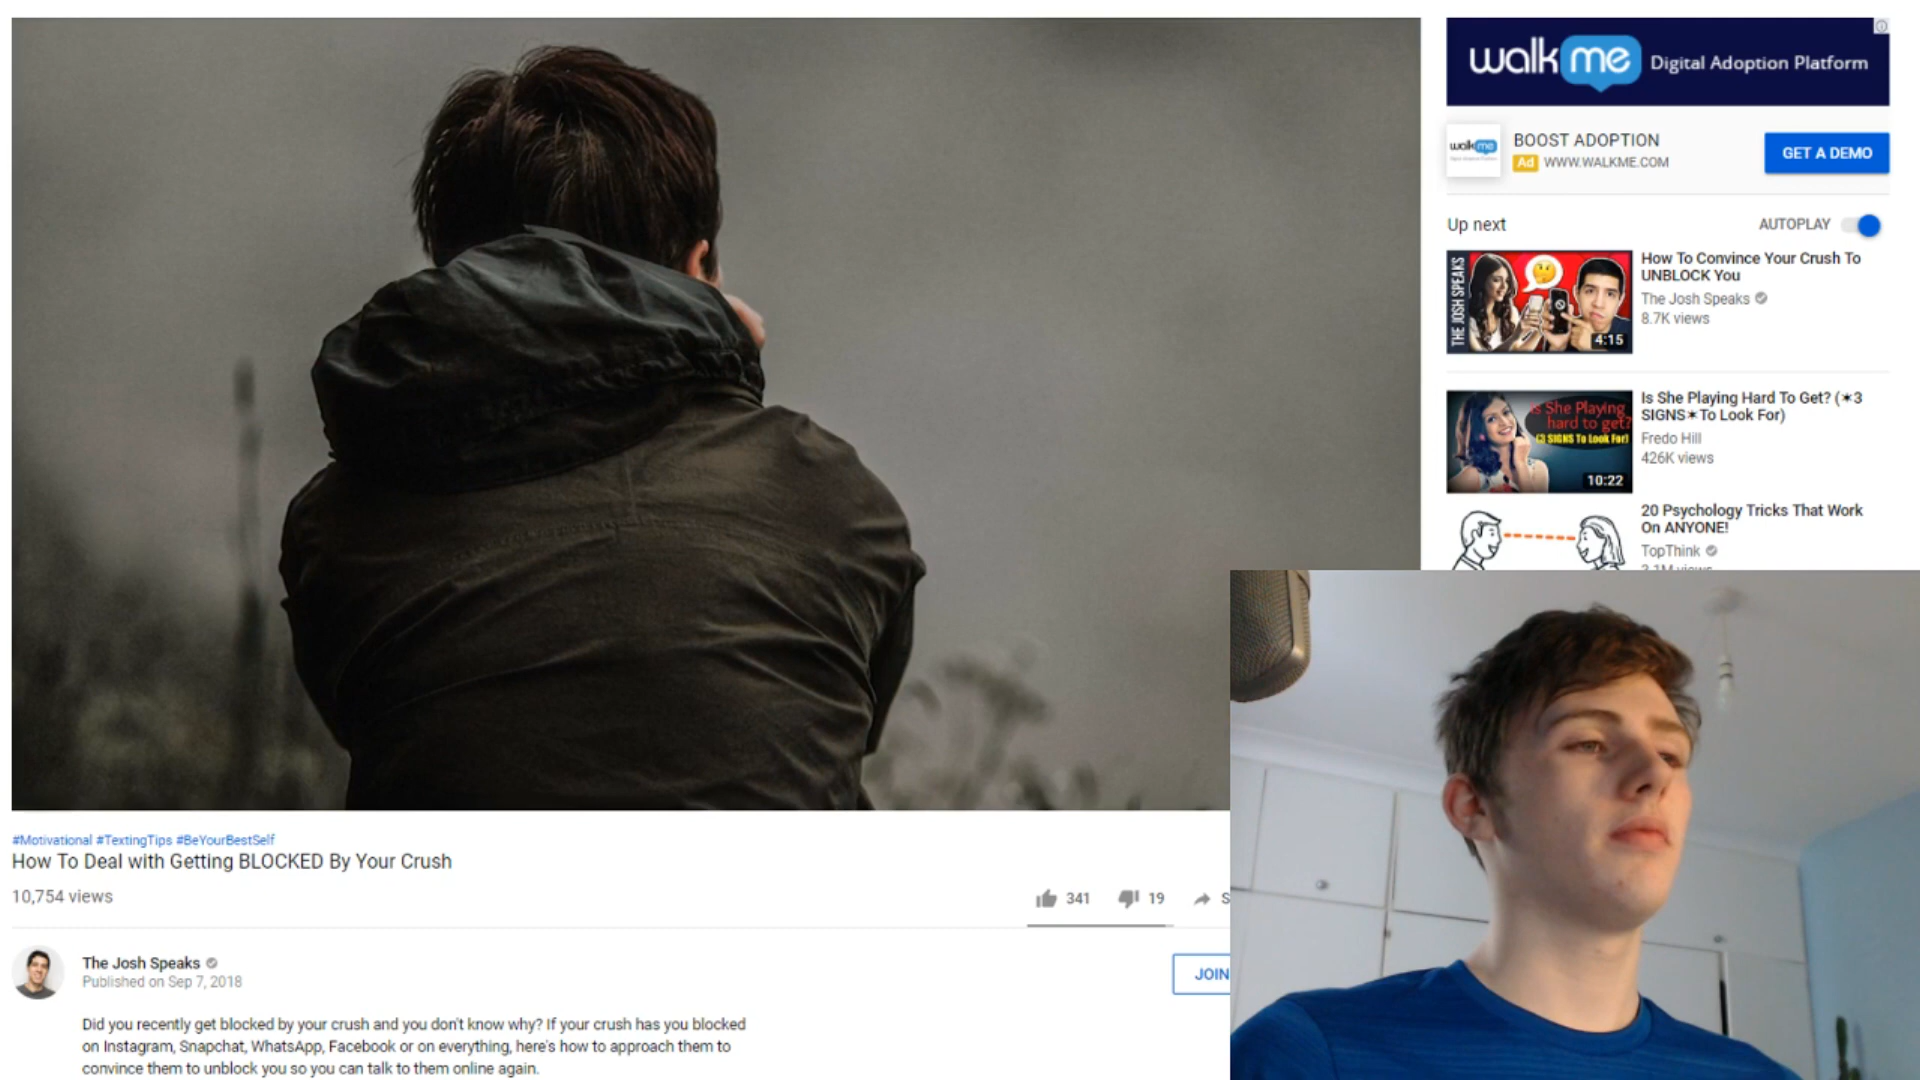 #Motivational #TextingTips #BeYourBestSelf
How To Deal with Getting BLOCKED By Your Crush
10,754 views
341
19
S
The Josh Speaks
Published on Sep 7, 2018
JOIN
Did you recently get blocked by your crush and you don't know why? If your crush has you blocked
on Instagram, Snapchat, WhatsApp, Facebook or on everything, here's how to approach them to
convince them to unblock you so you can talk to them online again.
walkme Digital Adoption Platform
walkme
BOOST ADOPTION
Ad WWW.WALKME.COM
GET A DEMO
Up next
AUTOPLAY
THE JOSH SPEAKS
4:15
How To Convince Your Crush To
UNBLOCK You
The Josh Speaks
8.7K views
Is She Playing
hard to get?
(3 SIGNS To Look For)
10:22
Is She Playing Hard To Get? (✶3
SIGNS✶To Look For)
Fredo Hill
426K views
20 Psychology Tricks That Work
On ANYONE!
TopThink
3.1M views